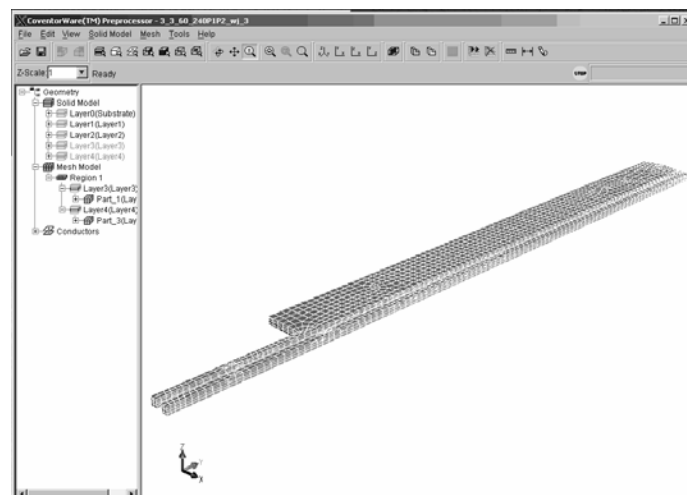 CoventorWare(TM) Preprocessor - 3_3_60_240P1P2_wj_3
File Edit View Solid Model Mesh Tools Help
Z-Scale: 1 Ready STOP
Geometry
Solid Model
Layer0(Substrate)
Layer1(Layer1)
Layer2(Layer2)
Layer3(Layer3)
Layer4(Layer4)
Mesh Model
Region 1
Layer3(Layer3)
Part_1(Lay
Layer4(Layer4)
Part_3(Lay
Conductors
Z
Y
X